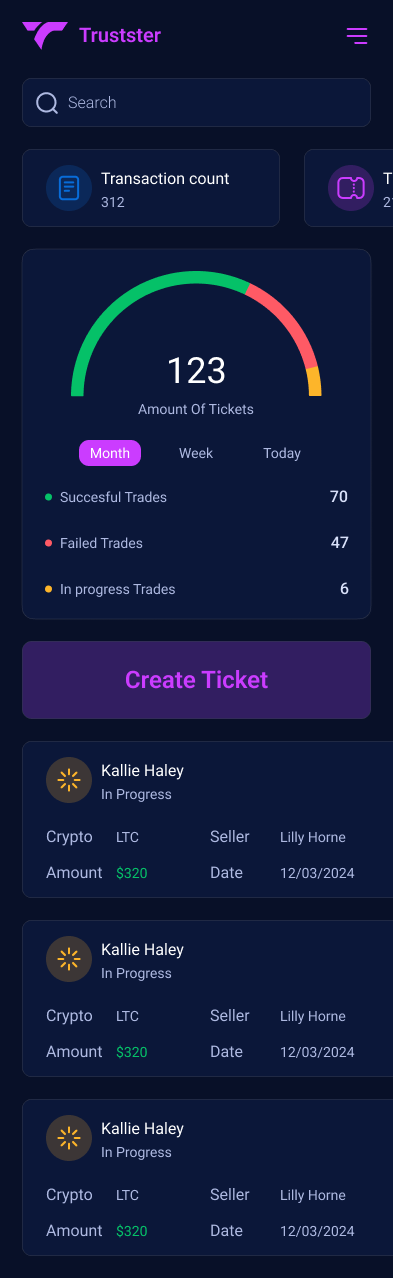 Trustster
Search
Transaction count
312
T
123
Amount Of Tickets
Month Week Today
Succesful Trades 70
Failed Trades 47
In progress Trades 6
Create Ticket
Kallie Haley
In Progress
Crypto LTC Seller Lilly Horne
Amount $320 Date 12/03/2024
Kallie Haley
In Progress
Crypto LTC Seller Lilly Horne
Amount $320 Date 12/03/2024
Kallie Haley
In Progress
Crypto LTC Seller Lilly Horne
Amount $320 Date 12/03/2024